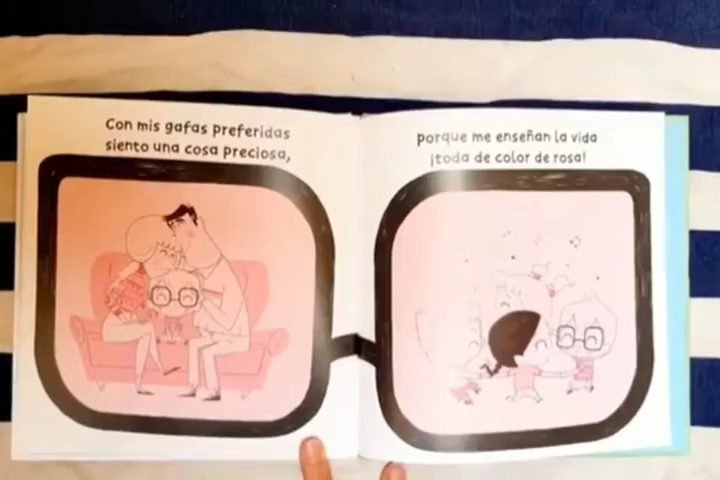 Con mis gafas preferidas
siento una cosa preciosa,
porque me enseñan la vida
¡toda de color de rosa!